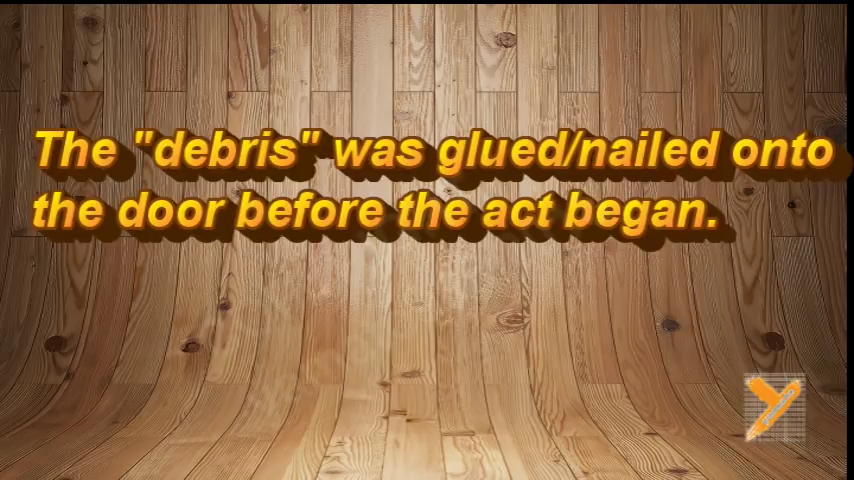 The "debris" was glued/nailed onto
the door before the act began.